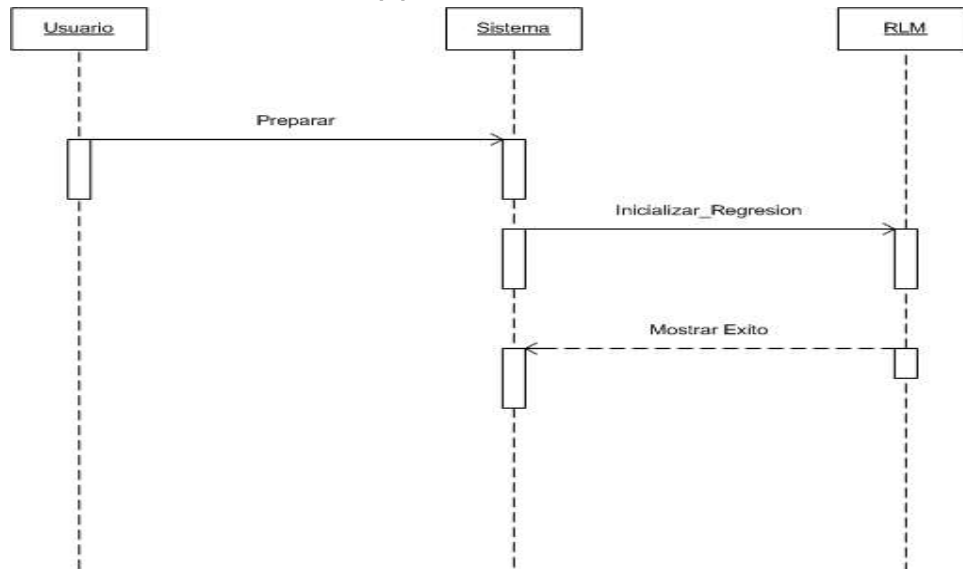 Usuario
Sistema
RLM
Preparar
Inicializar_Regresion
Mostrar Exito